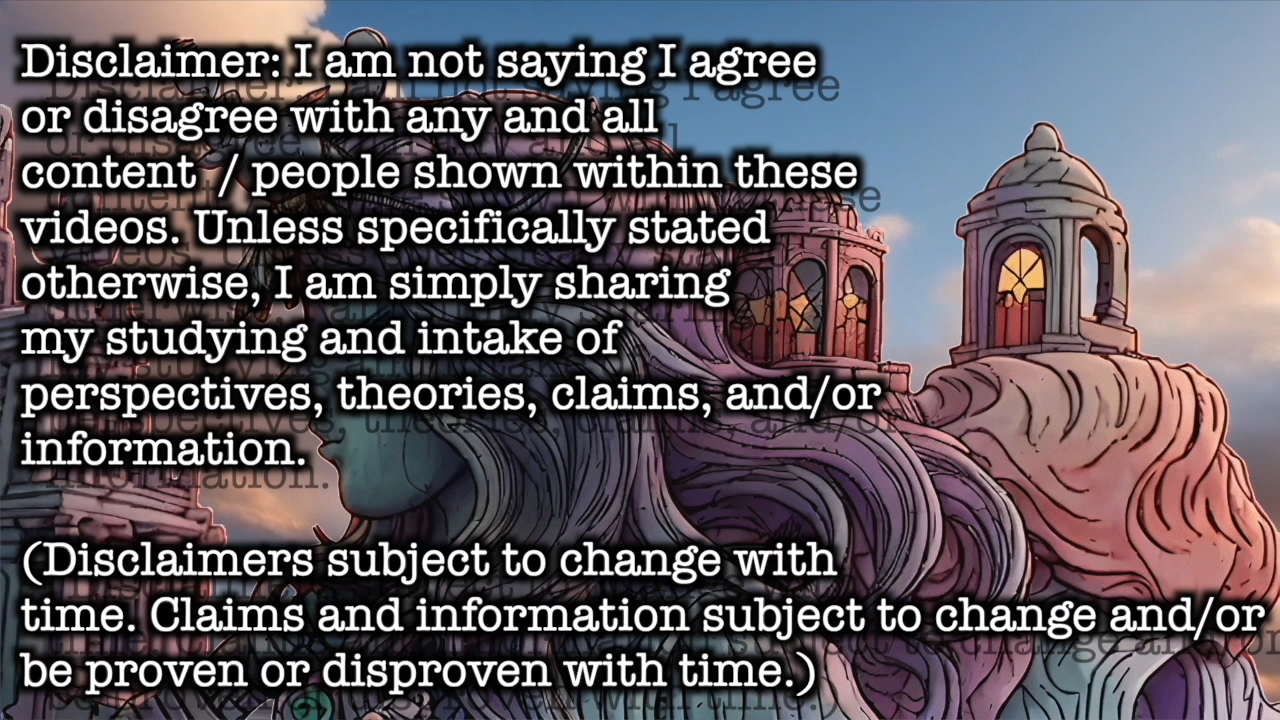 Disclaimer: I am not saying I agree
or disagree with any and all
content / people shown within these
videos. Unless specifically stated
otherwise, I am simply sharing
my studying and intake of
perspectives, theories, claims, and/or
information.
(Disclaimers subject to change with
time. Claims and information subject to change and/or
be proven or disproven with time.)